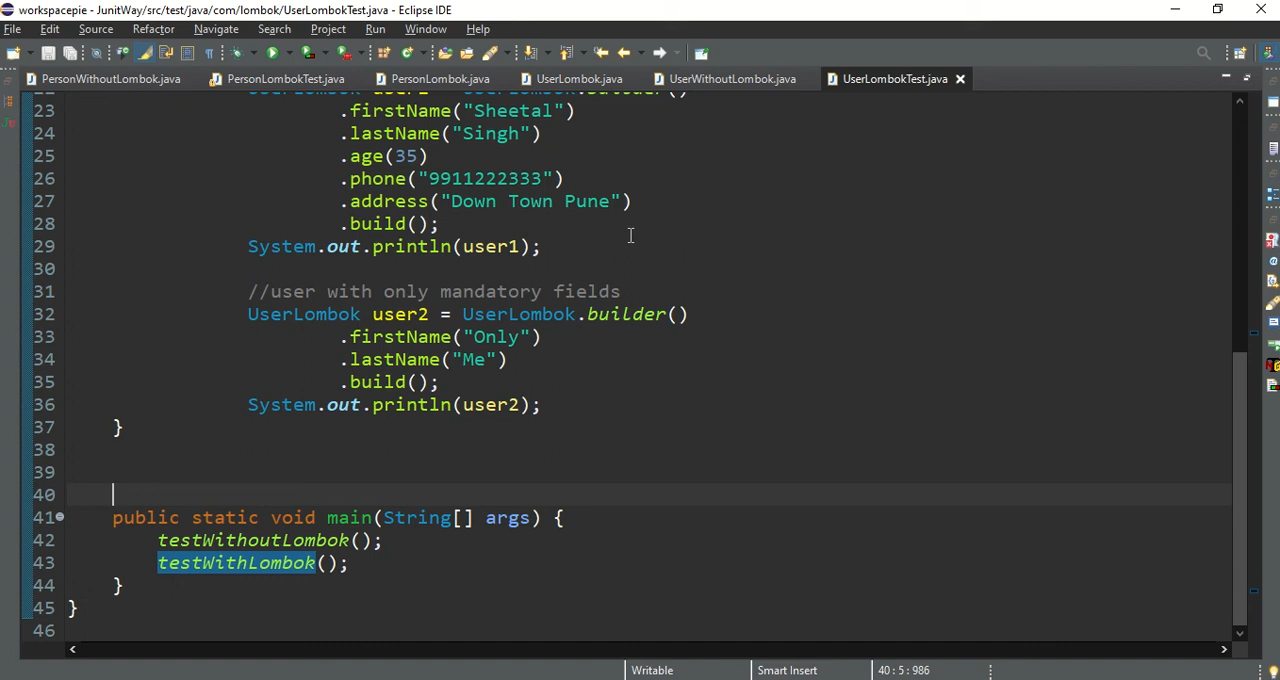 workspacepie - JunitWay/src/test/java/com/lombok/UserLombokTest.java - Eclipse IDE
File Edit Source Refactor Navigate Search Project Run Window Help
PersonWithoutLombok.java PersonLombokTest.java PersonLombok.java UserLombok.java UserWithoutLombok.java UserLombokTest.java
UserLombok user1 = UserLombok.builder()
23 .firstName("Sheetal")
24 .lastName("Singh")
25 .age(35)
26 .phone("9911222333")
27 .address("Down Town Pune")
28 .build();
29 System.out.println(user1);
30
31 //user with only mandatory fields
32 UserLombok user2 = UserLombok.builder()
33 .firstName("Only")
34 .lastName("Me")
35 .build();
36 System.out.println(user2);
37 }
38
39
40
41 public static void main(String[] args) {
42 testWithoutLombok();
43 testWithLombok();
44 }
45 }
46
Writable Smart Insert 40 : 5 : 986